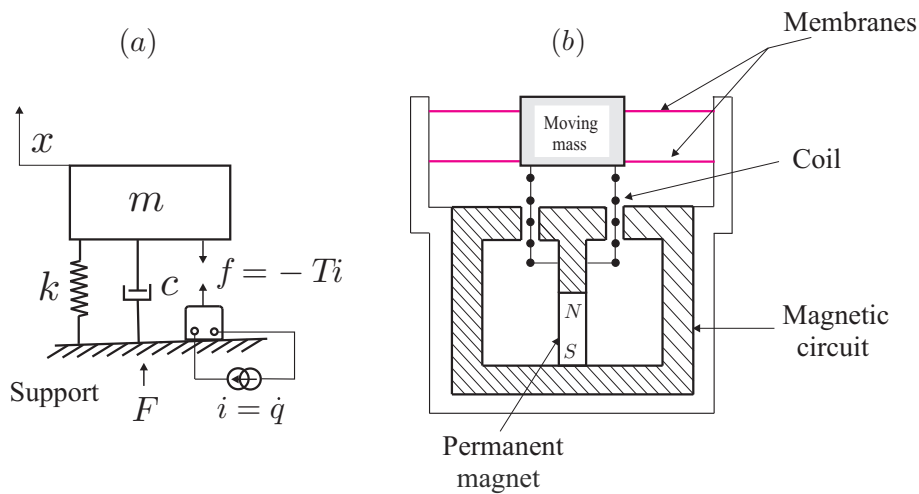 (a)
x
m
k
c
f = − Ti
Support
F
i = q̇
(b)
Membranes
Moving
mass
Coil
N
S
Magnetic
circuit
Permanent
magnet